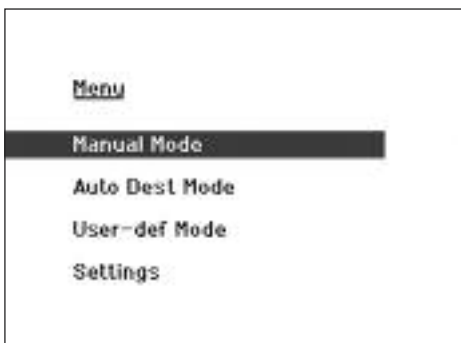 Menu
Manual Mode
Auto Dest Mode
User-def Mode
Settings